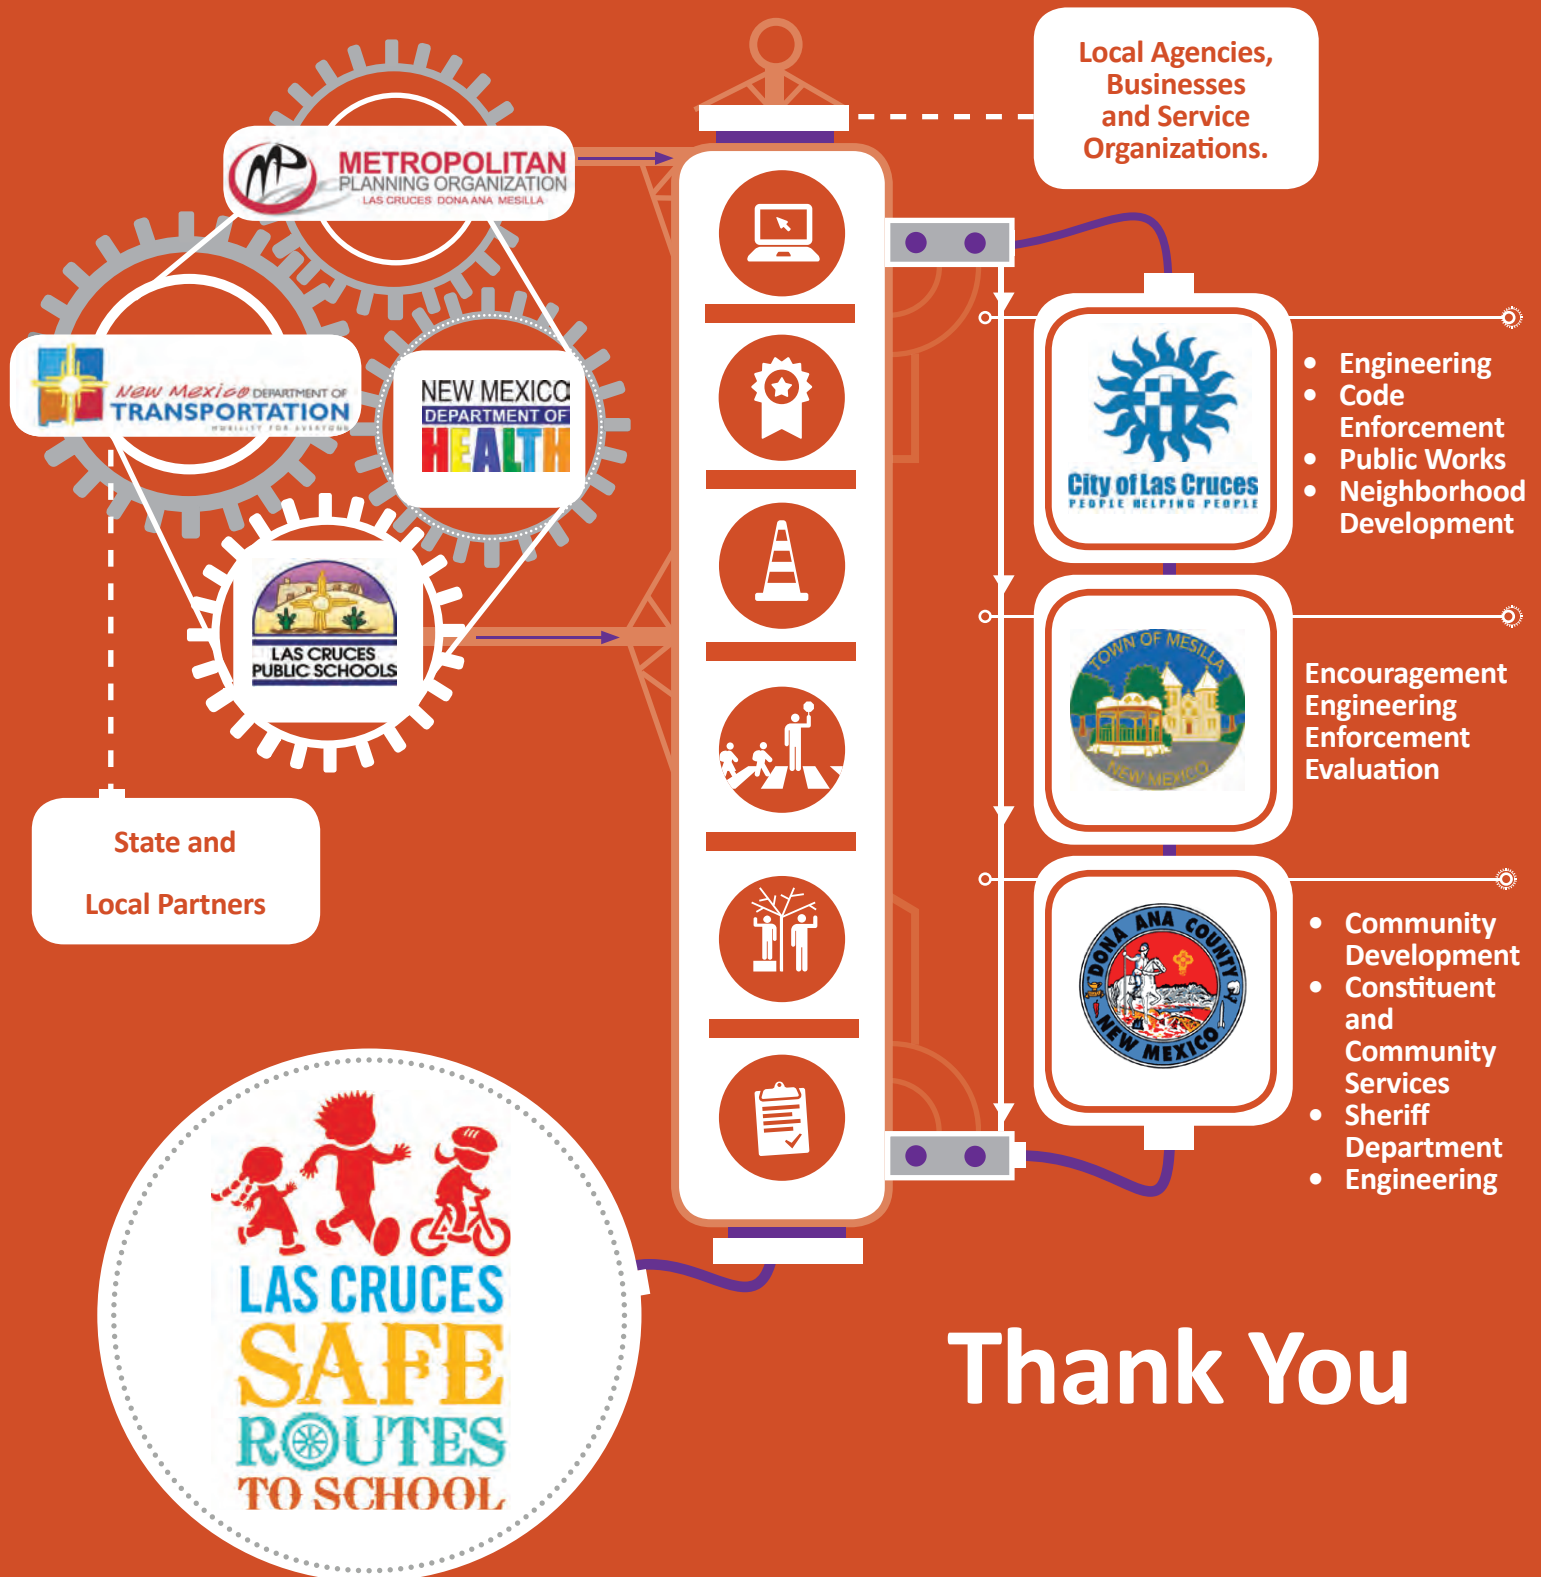 Local Agencies,
Businesses
and Service
Organizations.
METROPOLITAN
PLANNING ORGANIZATION
LAS CRUCES DONA ANA MESILLA
New Mexico DEPARTMENT OF
TRANSPORTATION
MOBILITY FOR EVERYONE
NEW MEXICO
DEPARTMENT OF
HEALTH
LAS CRUCES
PUBLIC SCHOOLS
State and
Local Partners
City of Las Cruces
PEOPLE HELPING PEOPLE
• Engineering
• Code
Enforcement
• Public Works
• Neighborhood
Development
TOWN OF MESILLA
NEW MEXICO
Encouragement
Engineering
Enforcement
Evaluation
DONA ANA COUNTY
NEW MEXICO
• Community
Development
• Constituent
and
Community
Services
• Sheriff
Department
• Engineering
LAS CRUCES
SAFE
ROUTES
TO SCHOOL
Thank You